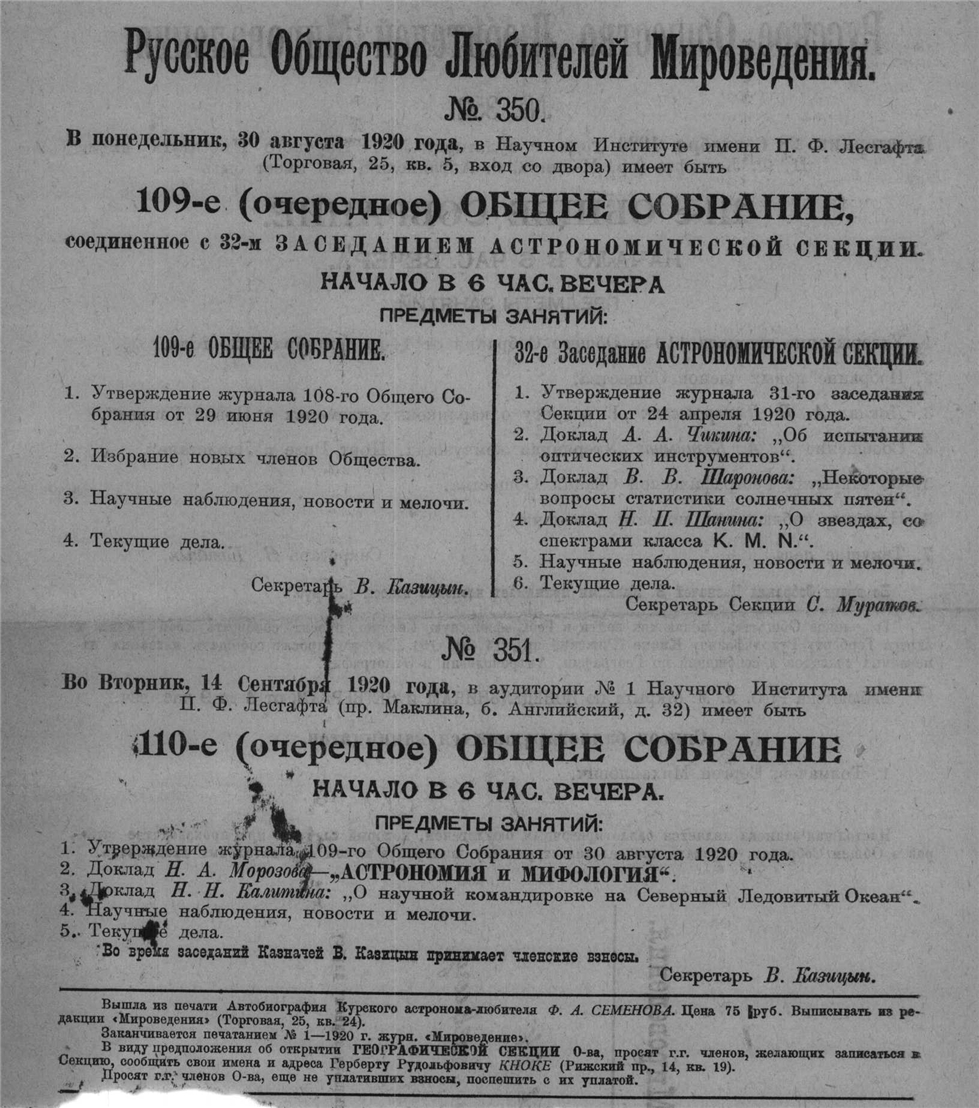 Русское Общество Любителей Мироведения.
№. 350.
В понедельник, 30 августа 1920 года, в Научном Институте имени П. Ф. Лесгафта
(Торговая, 25, кв. 5, вход со двора) имеет быть
109-е (очередное) ОБЩЕЕ СОБРАНИЕ,
соединенное с 32-м ЗАСЕДАНИЕМ АСТРОНОМИЧЕСКОЙ СЕКЦИИ.
НАЧАЛО В 6 ЧАС. ВЕЧЕРА
ПРЕДМЕТЫ ЗАНЯТИЙ:
109-е ОБЩЕЕ СОБРАНИЕ.
1. Утверждение журнала 108-го Общего Со-
брания от 29 июня 1920 года.
2. Избрание новых членов Общества.
3. Научные наблюдения, новости и мелочи.
4. Текущие дела.
Секретарь В. Казицын.
32-е Заседание АСТРОНОМИЧЕСКОЙ СЕКЦИИ.
1. Утверждение журнала 31-го заседания
Секции от 24 апреля 1920 года.
2. Доклад А. А. Чикина: „Об испытании
оптических инструментов“.
3. Доклад В. В. Шаронова: „Некоторые
вопросы статистики солнечных пятен“.
4. Доклад Н. П. Шанина: „О звездах, со
спектрами класса K. M. N.“.
5. Научные наблюдения, новости и мелочи.
6. Текущие дела.
Секретарь Секции С. Муратов.
№ 351.
Во Вторник, 14 Сентября 1920 года, в аудитории № 1 Научного Института имени
П. Ф. Лесгафта (пр. Маклина, б. Английский, д. 32) имеет быть
110-е (очередное) ОБЩЕЕ СОБРАНИЕ
НАЧАЛО В 6 ЧАС. ВЕЧЕРА.
ПРЕДМЕТЫ ЗАНЯТИЙ:
1. Утверждение журнала 109-го Общего Собрания от 30 августа 1920 года.
2. Доклад Н. А. Морозова—„АСТРОНОМИЯ и МИФОЛОГИЯ“.
3. Доклад Н. Н. Калитина: „О научной командировке на Северный Ледовитый Океан“.
4. Научные наблюдения, новости и мелочи.
5. Текущие дела.
Во время заседаний Казначей В. Казицын принимает членские взносы.
Секретарь В. Казицын.
Вышла из печати Автобиография Курского астронома-любителя Ф. А. СЕМЕНОВА. Цена 75 руб. Выписывать из ре-
дакции «Мироведения» (Торговая, 25, кв. 24).
Заканчивается печатанием № 1—1920 г. журн. «Мироведение».
В виду предположения об открытии ГЕОГРАФИЧЕСКОЙ СЕКЦИИ О-ва, просят г.г. членов, желающих записаться в
Секцию, сообщить свои имена и адреса Герберту Рудольфовичу КНОКЕ (Рижский пр., 14, кв. 19).
Просят г.г. членов О-ва, еще не уплативших взносы, поспешить с их уплатой.